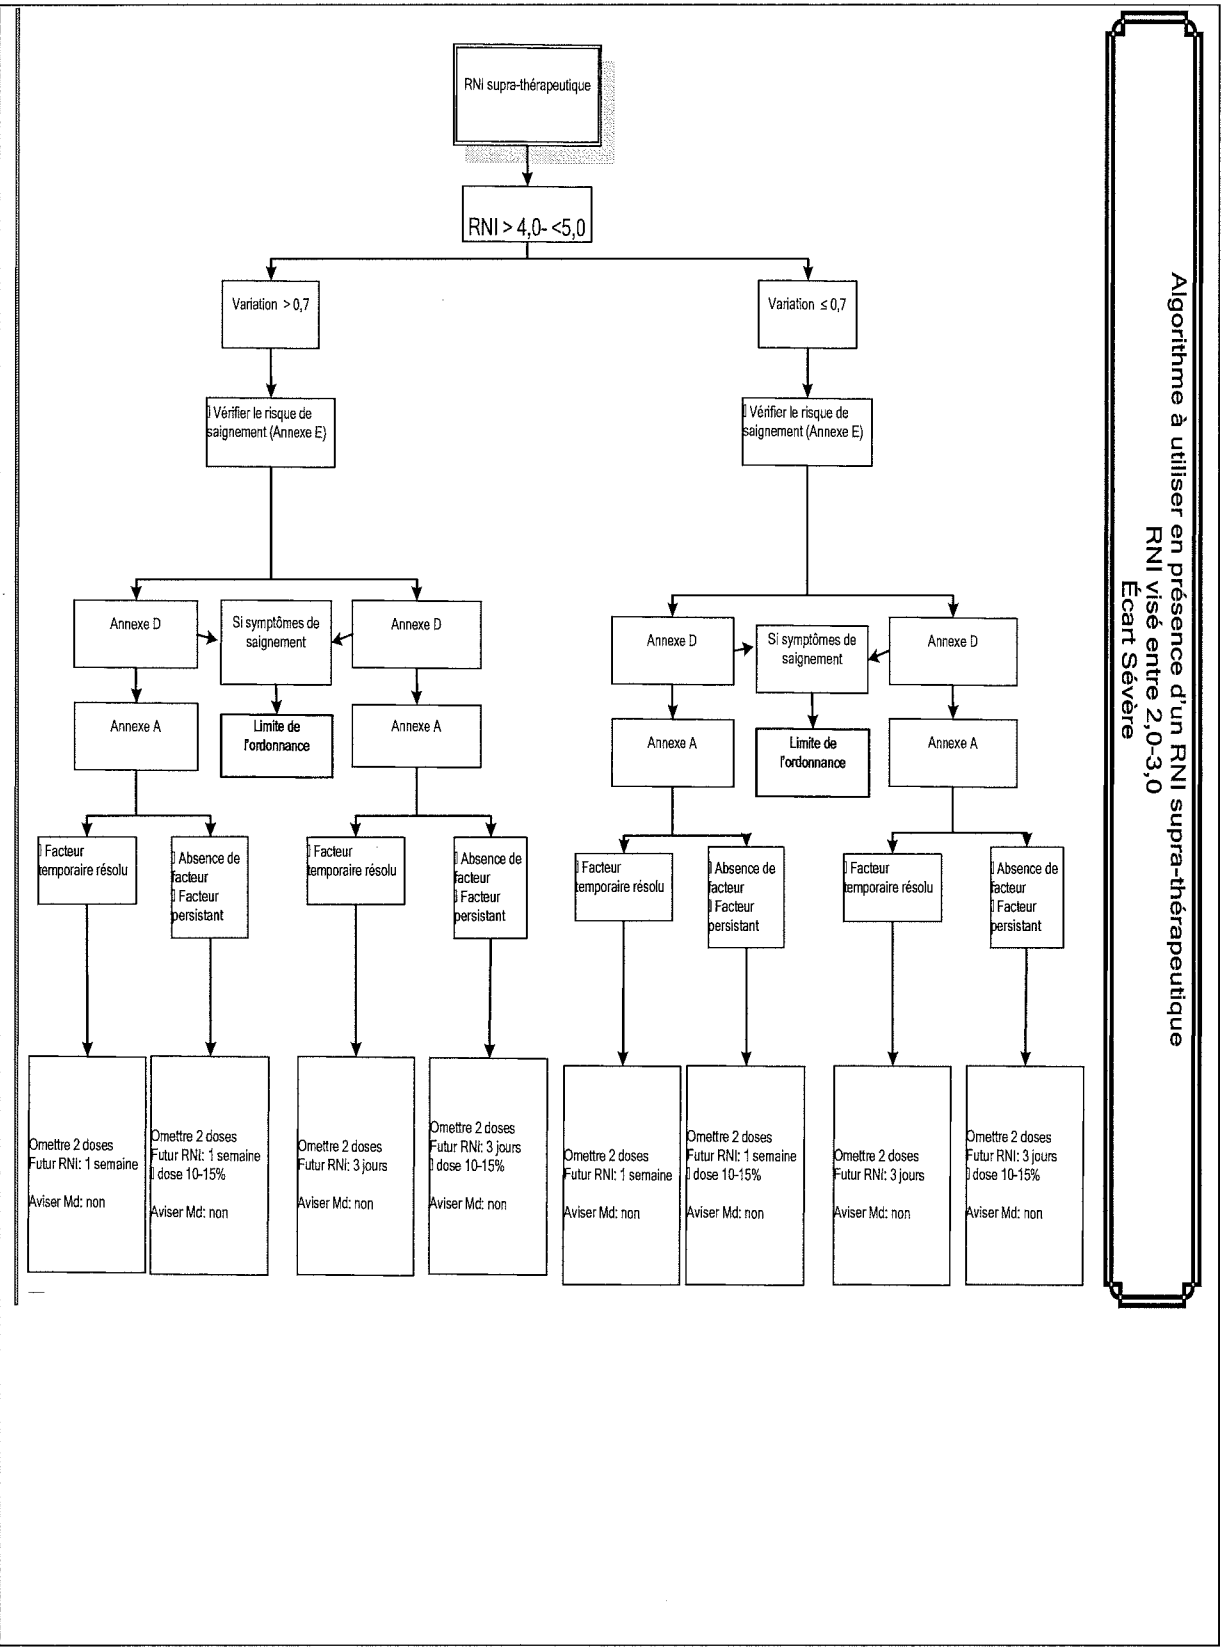 Algorithme à utiliser en présence d'un RNI supra-thérapeutique
RNI visé entre 2,0-3,0
Écart Sévère
RNI supra-thérapeutique
RNI > 4,0- <5,0
Variation > 0,7
Variation ≤ 0,7
Vérifier le risque de
saignement (Annexe E)
Vérifier le risque de
saignement (Annexe E)
Annexe D
Si symptômes de
saignement
Annexe D
Annexe D
Si symptômes de
saignement
Annexe D
Annexe A
Limite de
l'ordonnance
Annexe A
Annexe A
Limite de
l'ordonnance
Annexe A
Facteur
temporaire résolu
Absence de
facteur
Facteur
persistant
Facteur
temporaire résolu
Absence de
facteur
Facteur
persistant
Facteur
temporaire résolu
Absence de
facteur
Facteur
persistant
Facteur
temporaire résolu
Absence de
facteur
Facteur
persistant
Omettre 2 doses
Futur RNI: 1 semaine
Aviser Md: non
Omettre 2 doses
Futur RNI: 1 semaine
dose 10-15%
Aviser Md: non
Omettre 2 doses
Futur RNI: 3 jours
Aviser Md: non
Omettre 2 doses
Futur RNI: 3 jours
dose 10-15%
Aviser Md: non
Omettre 2 doses
Futur RNI: 1 semaine
Aviser Md: non
Omettre 2 doses
Futur RNI: 1 semaine
dose 10-15%
Aviser Md: non
Omettre 2 doses
Futur RNI: 3 jours
Aviser Md: non
Omettre 2 doses
Futur RNI: 3 jours
dose 10-15%
Aviser Md: non